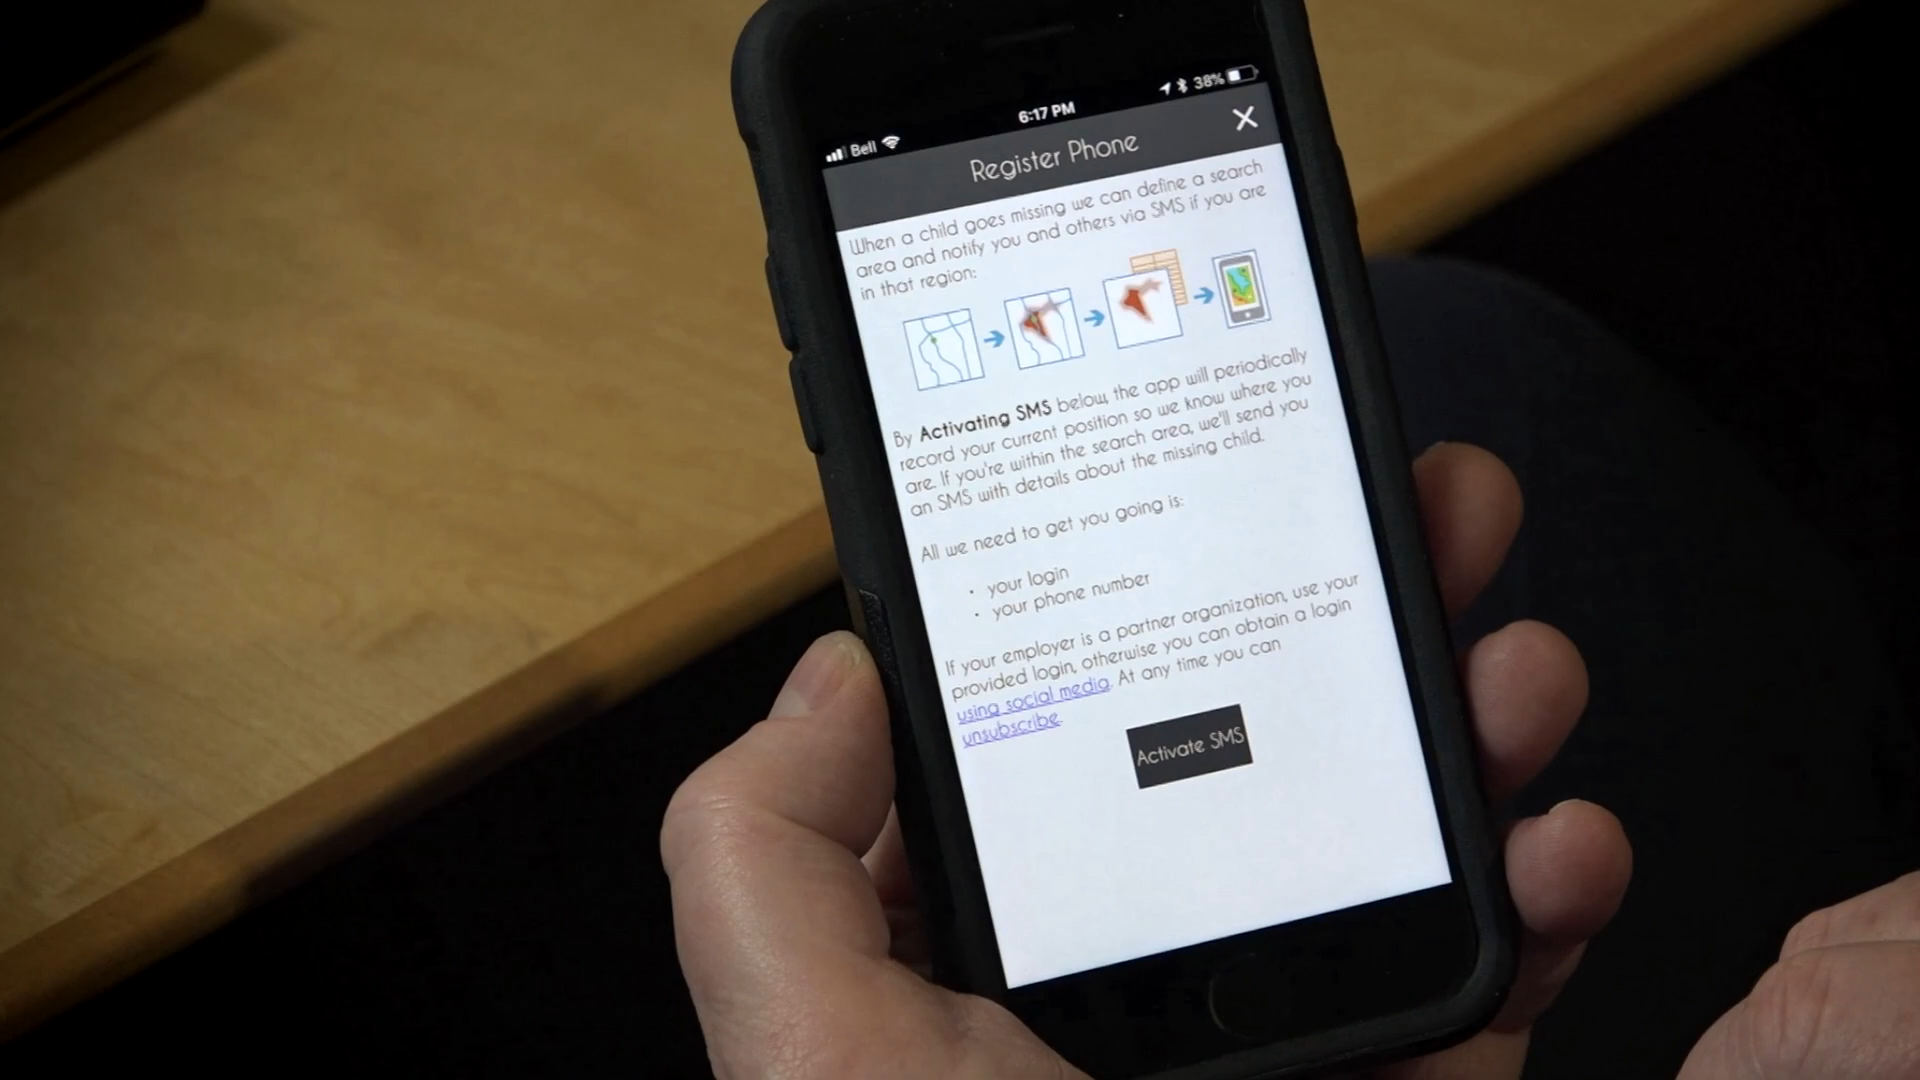 6:17 PM
38%
Bell
Register Phone
When a child goes missing we can define a search
area and notify you and others via SMS if you are
in that region:
By Activating SMS below, the app will periodically
record your current position so we know where you
are. If you're within the search area, we'll send you
an SMS with details about the missing child.
All we need to get you going is:
• your login
• your phone number
If your employer is a partner organization, use your
provided login, otherwise you can obtain a login
using social media. At any time you can
unsubscribe.
Activate SMS